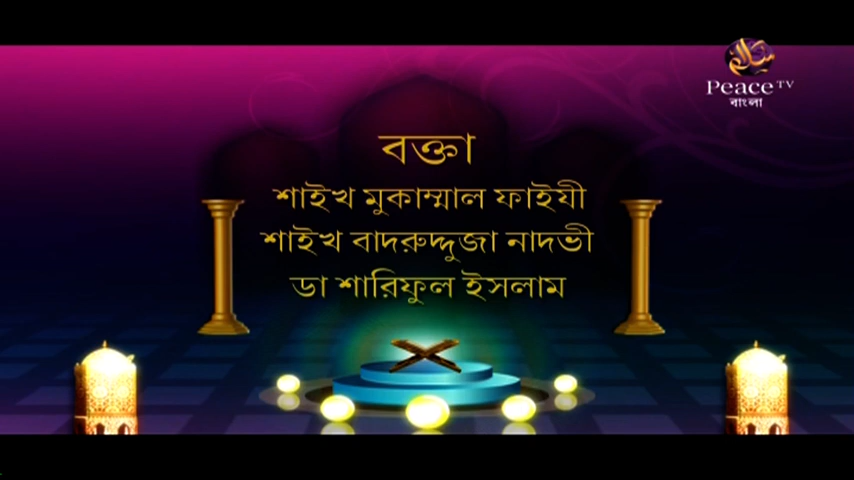 Peace TV
বাংলা
বক্তা
শাইখ মুকাম্মাল ফাইযী
শাইখ বাদরুদ্দুজা নাদভী
ডা শারিফুল ইসলাম